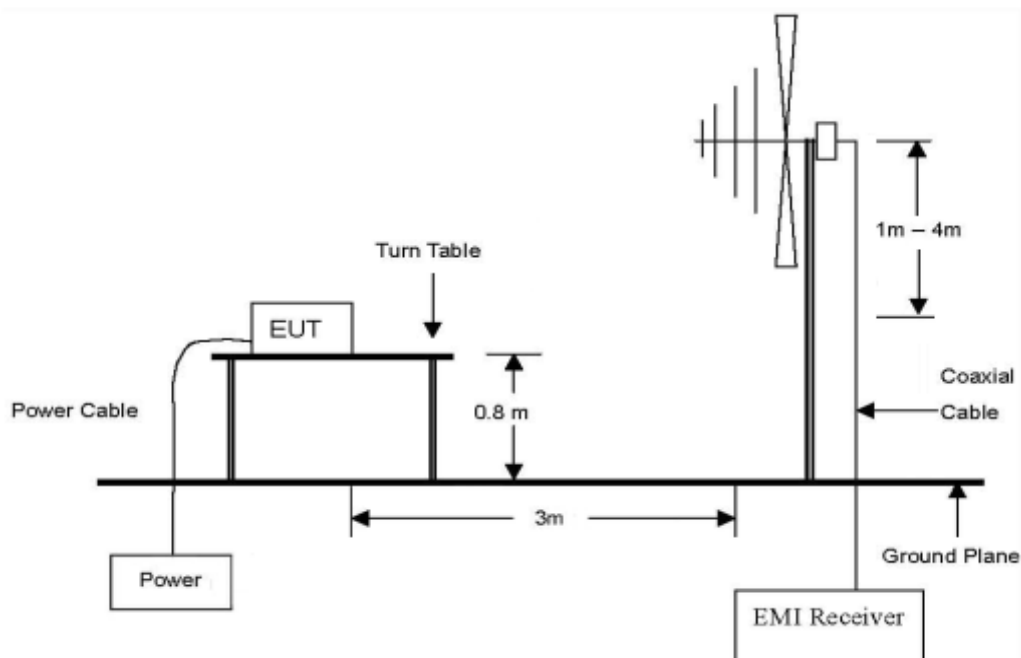 1m – 4m
Turn Table
EUT
Power Cable
0.8 m
Coaxial
Cable
3m
Ground Plane
Power
EMI Receiver